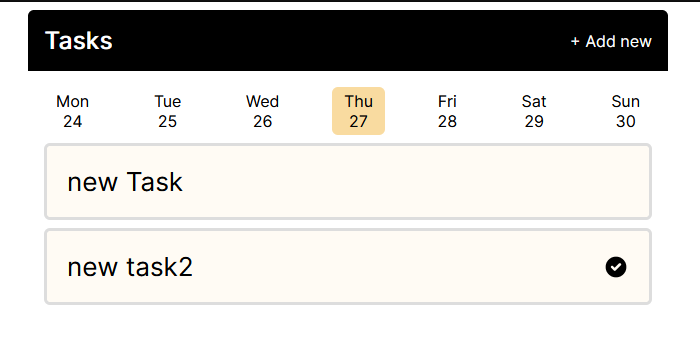 Tasks
+ Add new
Mon Tue Wed Thu Fri Sat Sun
24 25 26 27 28 29 30
new Task
new task2